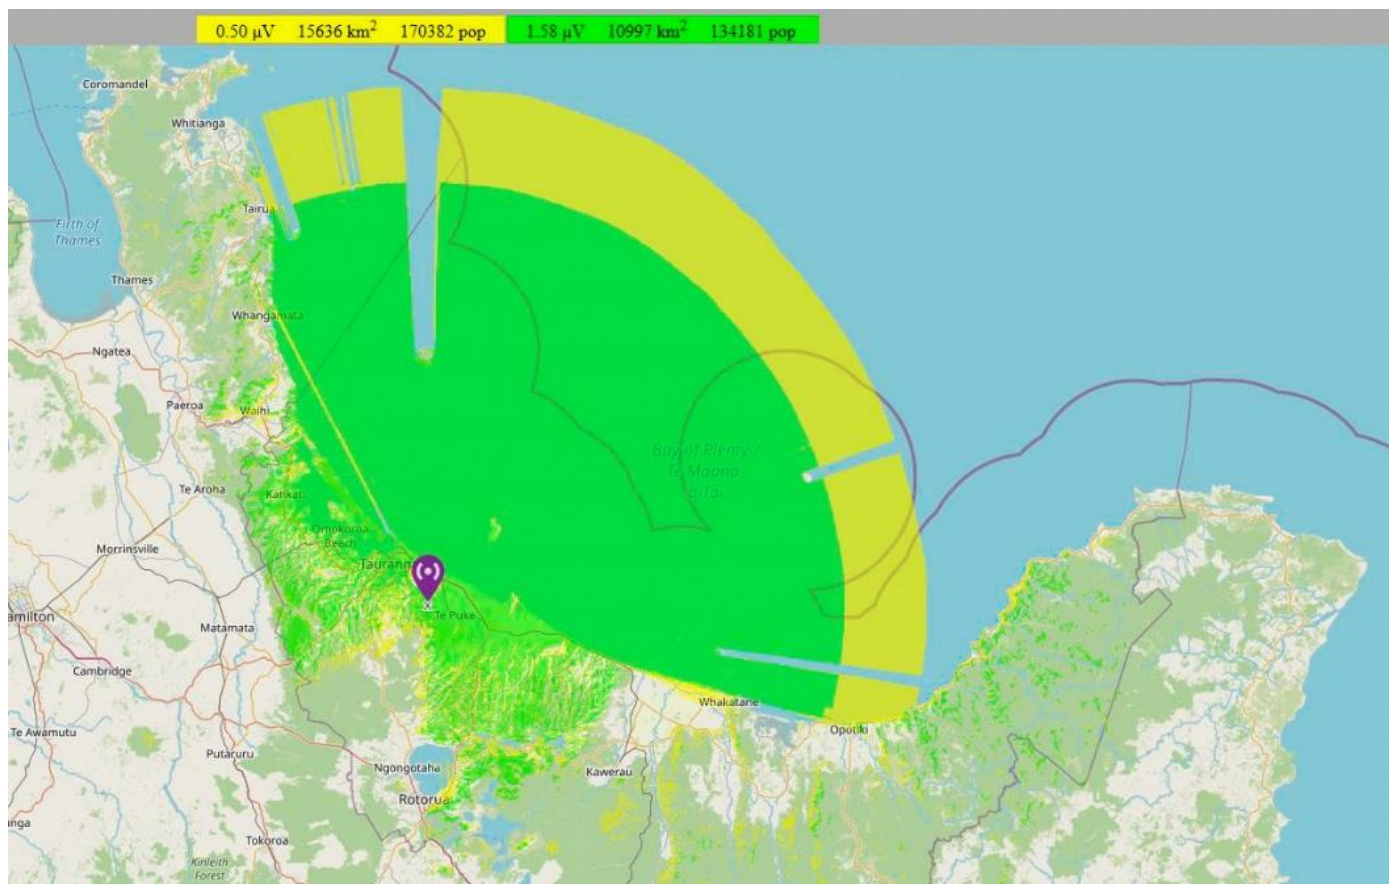 0.50 μV 15636 km² 170382 pop 1.58 μV 10997 km² 134181 pop
Coromandel
Whitianga
Tairua
Firth of
Thames
Thames
Whangamata
Ngatea
Paeroa
Waihi
Bay of Plenty /
Te Moana-
a-Toi
Te Aroha
Katikati
Omokoroa
Beach
Morrinsville
Tauranga
Te Puke
amilton
Matamata
Cambridge
Whakatane
Te Awamutu
Opotiki
Putaruru
Ngongotaha
Kawerau
Rotorua
anga
Tokoroa
Kinleith
Forest